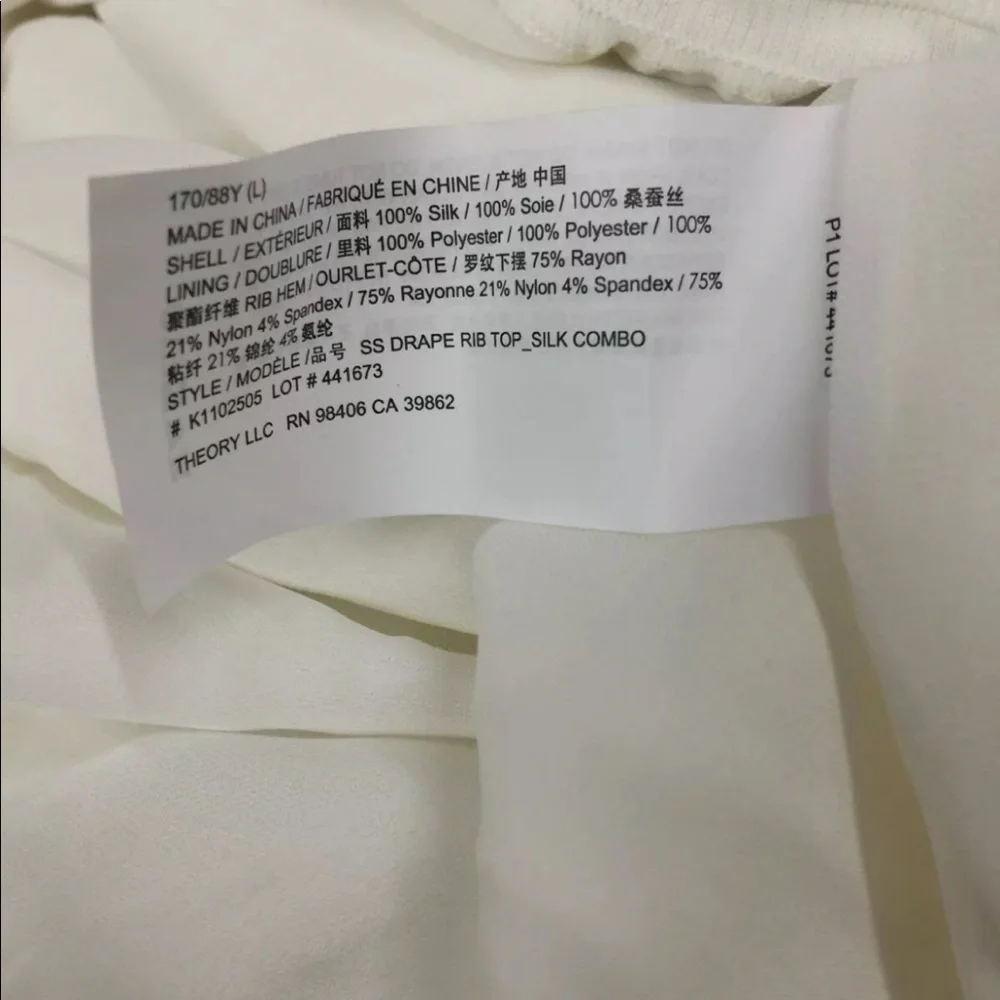 170/88Y (L)
MADE IN CHINA / FABRIQUÉ EN CHINE / 产地 中国
SHELL / EXTÉRIEUR / 面料 100% Silk / 100% Soie / 100% 桑蚕丝
LINING / DOUBLURE / 里料 100% Polyester / 100% Polyester / 100%
聚酯纤维 RIB HEM / OURLET-CÔTE / 罗纹下摆 75% Rayon
21% Nylon 4% Spandex / 75% Rayonne 21% Nylon 4% Spandex / 75%
粘纤 21% 锦纶 4% 氨纶
STYLE / MODÈLE / 品号 SS DRAPE RIB TOP_SILK COMBO
# K1102505 LOT # 441673
THEORY LLC RN 98406 CA 39862
P1 LOT# 441673